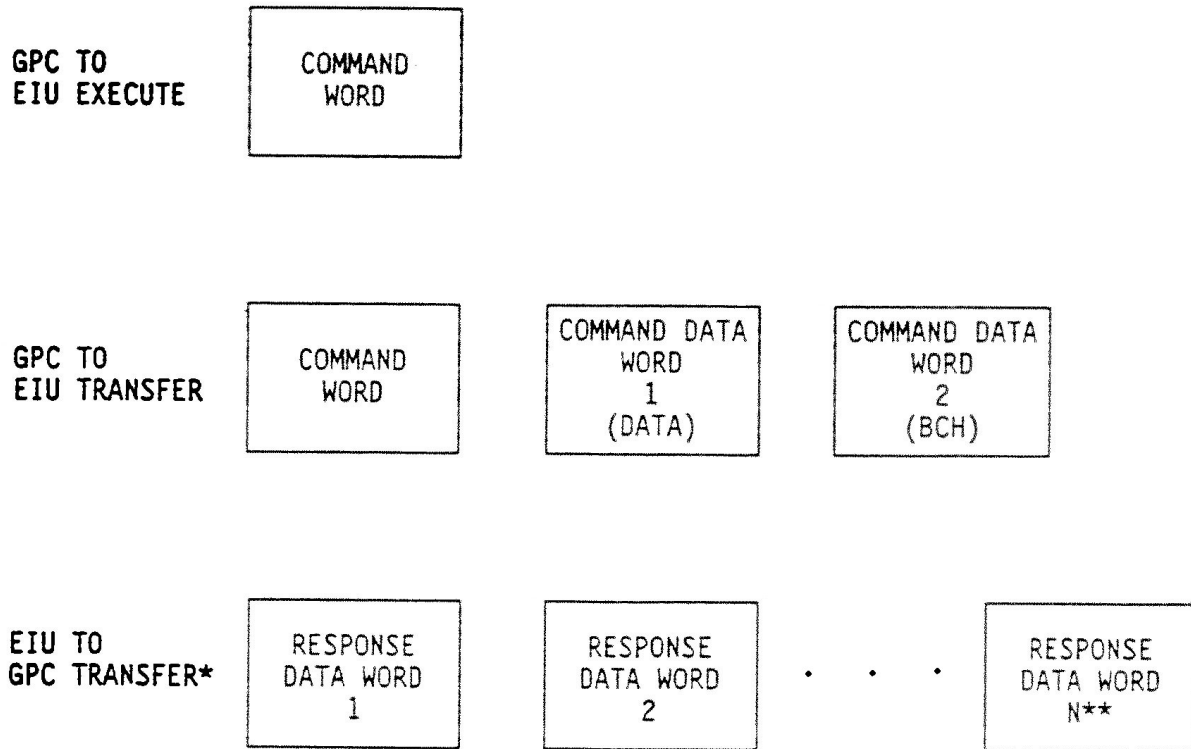 GPC TO
EIU EXECUTE
COMMAND
WORD
GPC TO
EIU TRANSFER
COMMAND
WORD
COMMAND DATA
WORD
1
(DATA)
COMMAND DATA
WORD
2
(BCH)
EIU TO
GPC TRANSFER*
RESPONSE
DATA WORD
1
RESPONSE
DATA WORD
2
. . .
RESPONSE
DATA WORD
N**